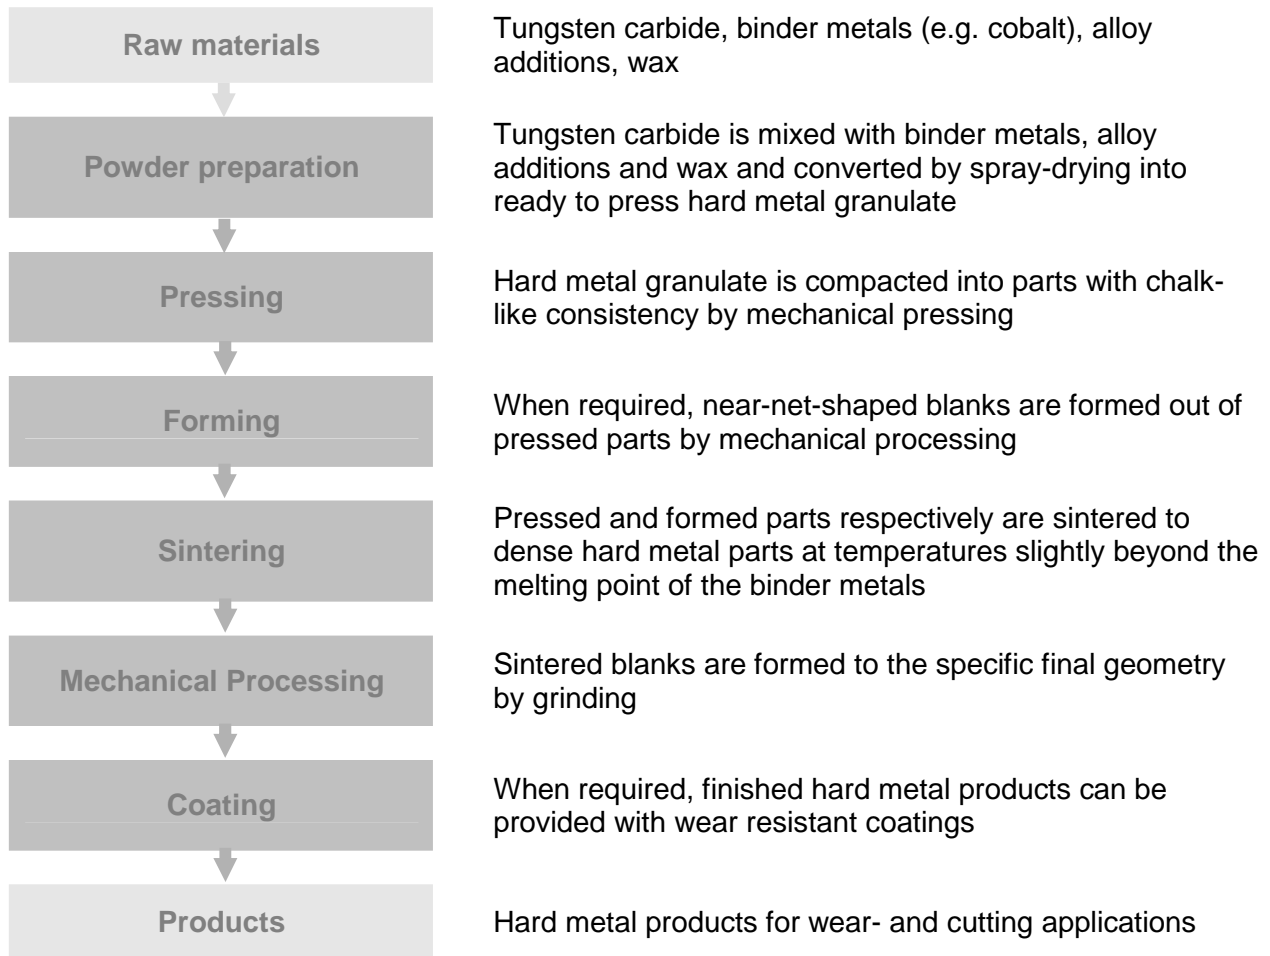 Raw materials
Tungsten carbide, binder metals (e.g. cobalt), alloy
additions, wax
Powder preparation
Tungsten carbide is mixed with binder metals, alloy
additions and wax and converted by spray-drying into
ready to press hard metal granulate
Pressing
Hard metal granulate is compacted into parts with chalk-
like consistency by mechanical pressing
Forming
When required, near-net-shaped blanks are formed out of
pressed parts by mechanical processing
Sintering
Pressed and formed parts respectively are sintered to
dense hard metal parts at temperatures slightly beyond the
melting point of the binder metals
Mechanical Processing
Sintered blanks are formed to the specific final geometry
by grinding
Coating
When required, finished hard metal products can be
provided with wear resistant coatings
Products
Hard metal products for wear- and cutting applications